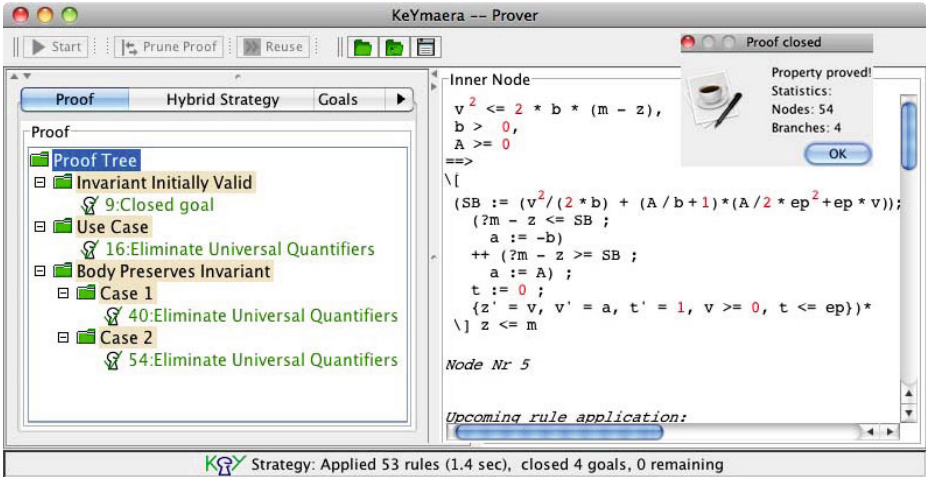 KeYmaera -- Prover
Start
Prune Proof
Reuse
Proof closed
Property proved!
Statistics:
Nodes: 54
Branches: 4
OK
Proof
Hybrid Strategy
Goals
Proof
Proof Tree
Invariant Initially Valid
9:Closed goal
Use Case
16:Eliminate Universal Quantifiers
Body Preserves Invariant
Case 1
40:Eliminate Universal Quantifiers
Case 2
54:Eliminate Universal Quantifiers
Inner Node
v² <= 2 * b * (m - z),
b > 0,
A >= 0
==>
\[
(SB := (v²/(2*b) + (A/b+1)*(A/2*ep²+ep*v));
(?m - z <= SB ;
a := -b)
++ (?m - z >= SB ;
a := A) ;
t := 0 ;
{z' = v, v' = a, t' = 1, v >= 0, t <= ep})*
\] z <= m
Node Nr 5
Upcoming rule application:
KeY Strategy: Applied 53 rules (1.4 sec), closed 4 goals, 0 remaining